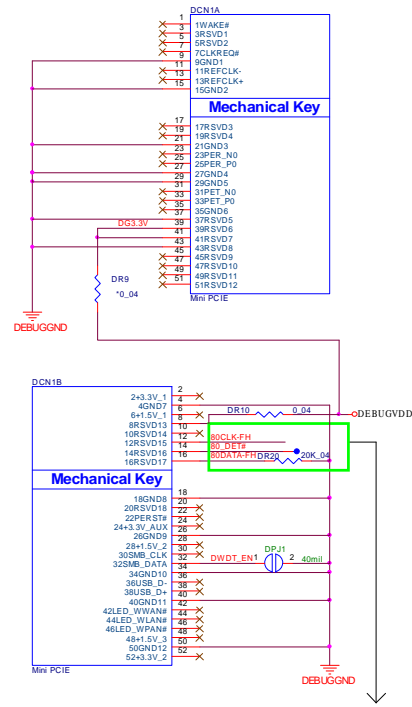 DCN1A
1 1WAKE#
3 3RSVD1
5 5RSVD2
7 7CLKREQ#
9 9GND1
11 11REFCLK-
13 13REFCLK+
15 15GND2
Mechanical Key
17 17RSVD3
19 19RSVD4
21 21GND3
23 23PER_N0
25 25PER_P0
27 27GND4
29 29GND5
31 31PET_N0
33 33PET_P0
35 35GND6
37 37RSVD5
DG3.3V 39 39RSVD6
41 41RSVD7
43 43RSVD8
45 45RSVD9
47 47RSVD10
49 49RSVD11
51 51RSVD12
Mini PCIE
DR9
*0_04
DEBUGGND
DCN1B
2+3.3V_1 2
4GND7 4
6+1.5V_1 6
8RSVD13 8
10RSVD14 10
12RSVD15 12
14RSVD16 14
16RSVD17 16
DR10 0_04
DEBUGVDD
80CLK-FH
80_DET#
80DATA-FH DR20 20K_04
Mechanical Key
18GND8 18
20RSVD18 20
22PERST# 22
24+3.3V_AUX 24
26GND9 26
28+1.5V_2 28
30SMB_CLK 30
32SMB_DATA 32
34GND10 34
36USB_D- 36
38USB_D+ 38
40GND11 40
42LED_WWAN# 42
44LED_WLAN# 44
46LED_WPAN# 46
48+1.5V_3 48
50GND12 50
52+3.3V_2 52
DWDT_EN 1 DPJ1 2 40mil
Mini PCIE
DEBUGGND